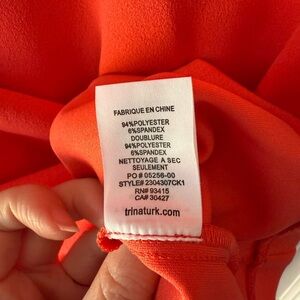 FABRIQUE EN CHINE
94%POLYESTER
6%SPANDEX
DOUBLURE
94%POLYESTER
6%SPANDEX
NETTOYAGE A SEC
SEULEMENT
PO # 05256-00
STYLE# 2304307CK1
RN# 93415
CA# 30427
trinaturk.com